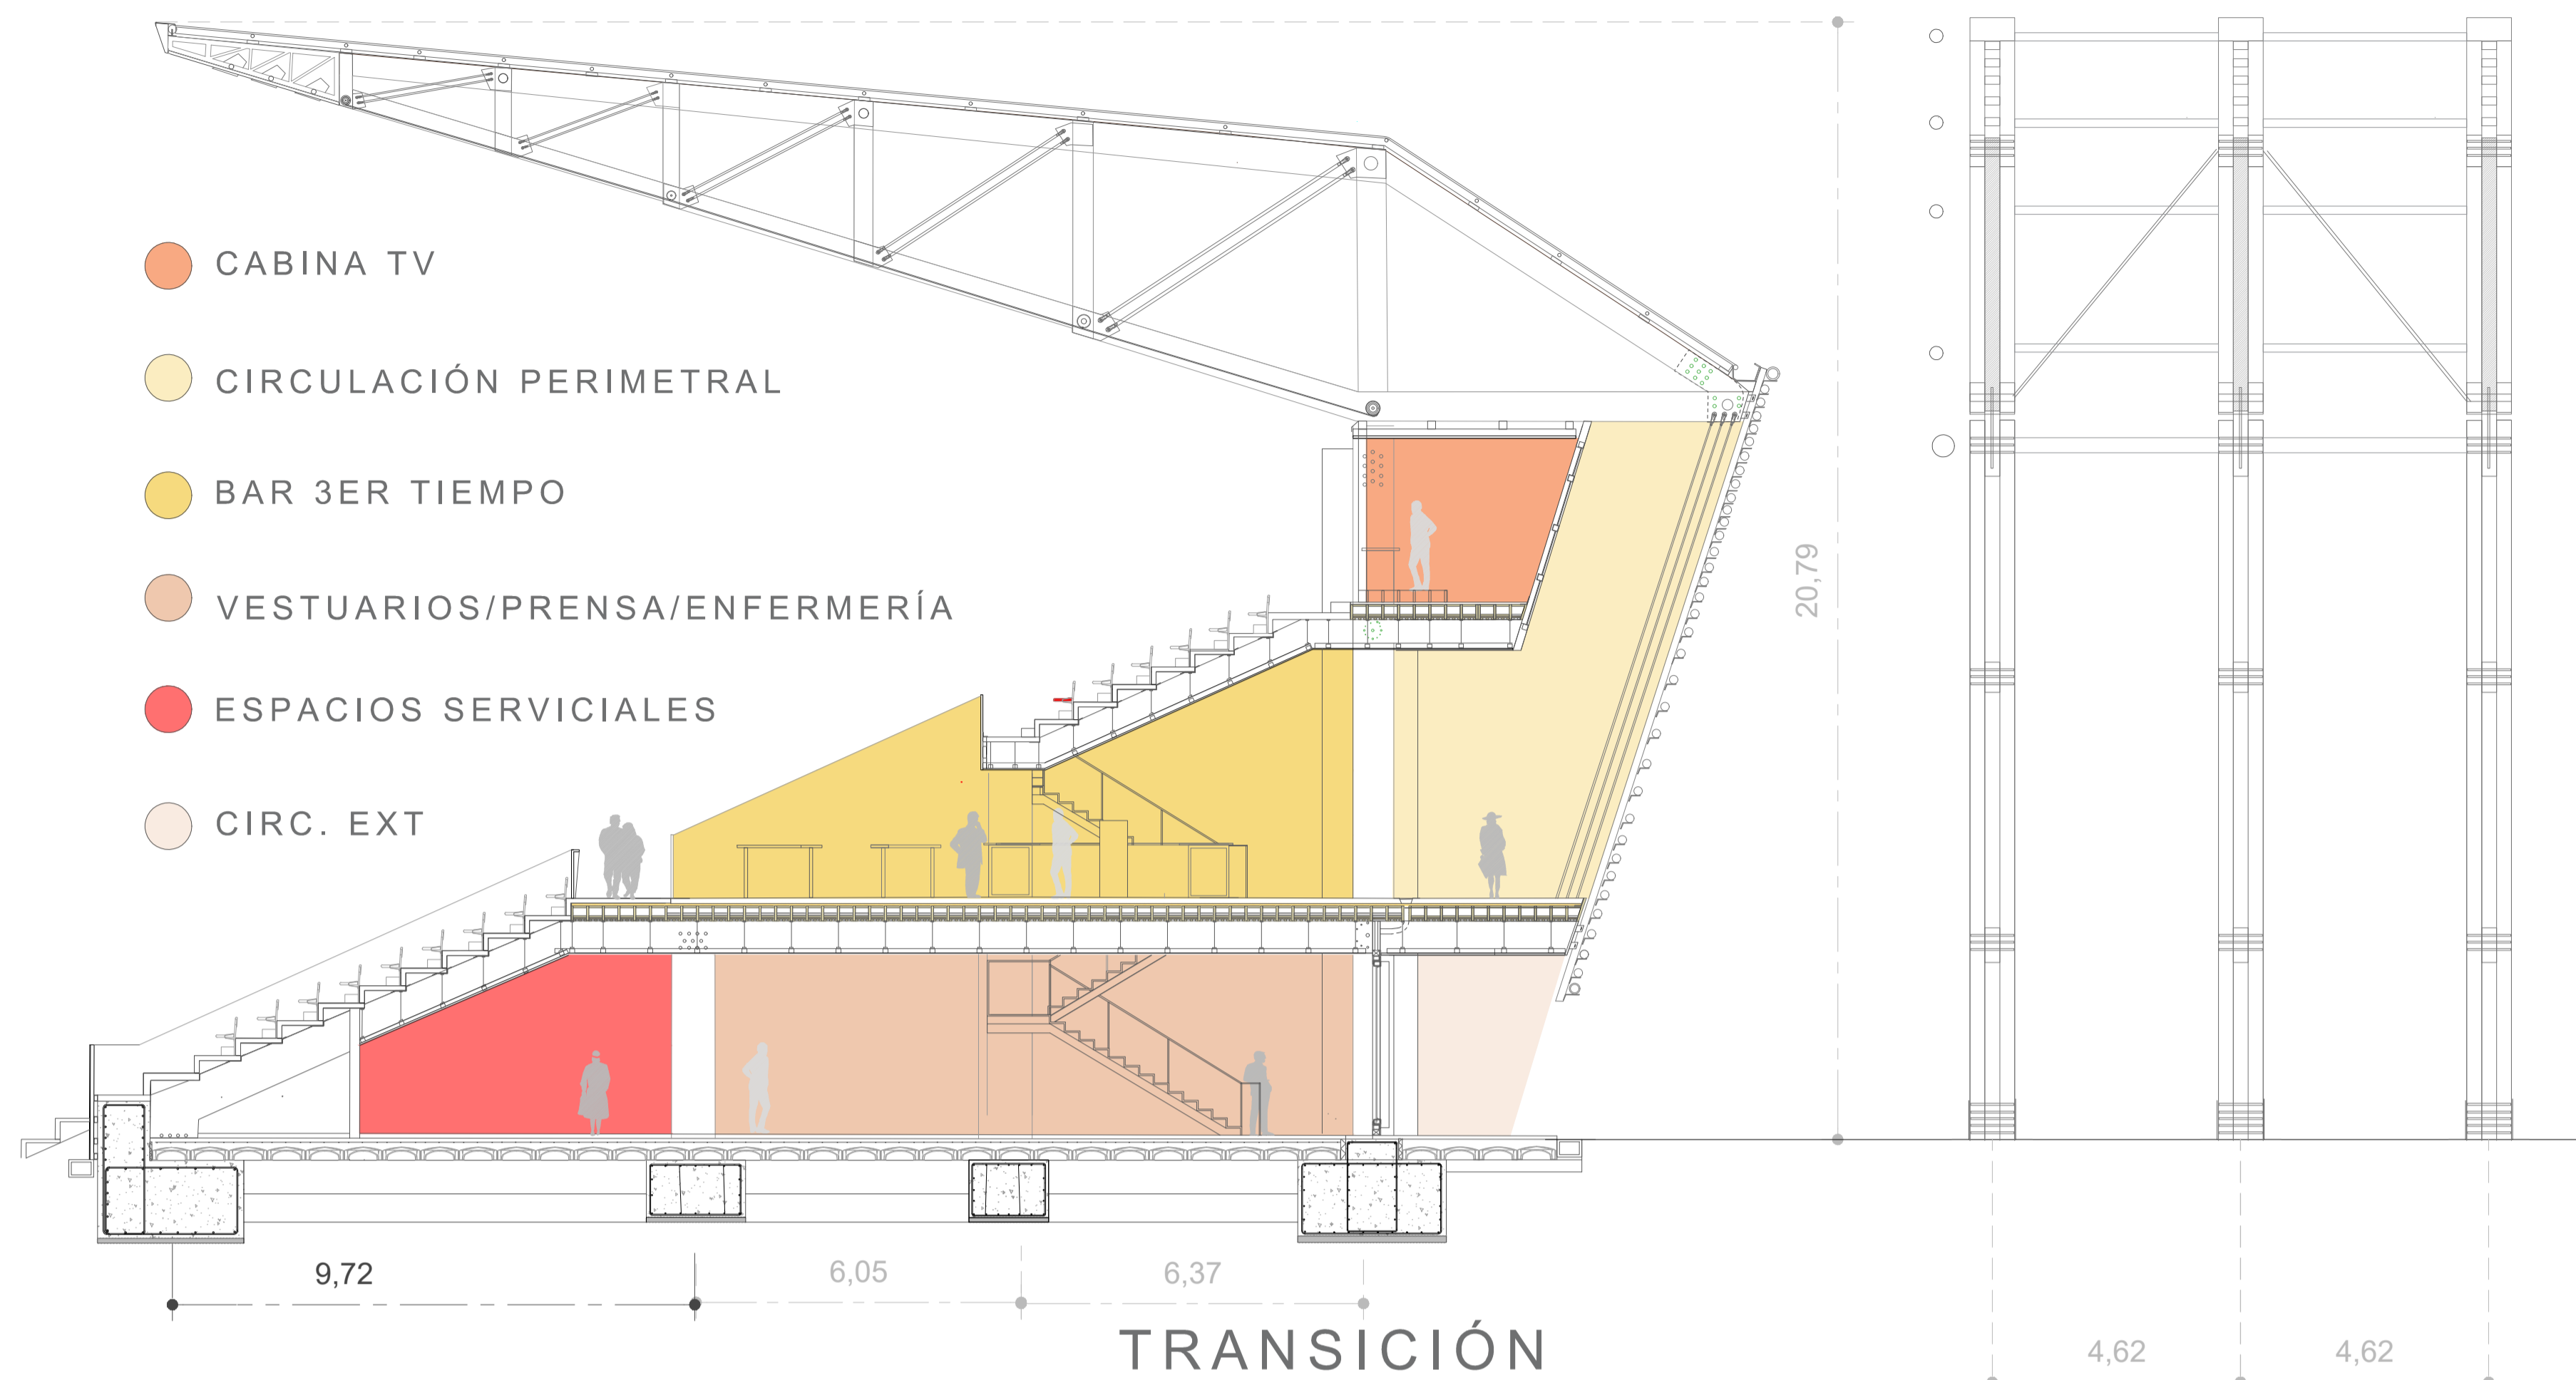 CABINA TV
CIRCULACIÓN PERIMETRAL
BAR 3ER TIEMPO
VESTUARIOS/PRENSA/ENFERMERÍA
ESPACIOS SERVICIALES
CIRC. EXT
20,79
9,72
6,05
6,37
TRANSICIÓN
4,62
4,62